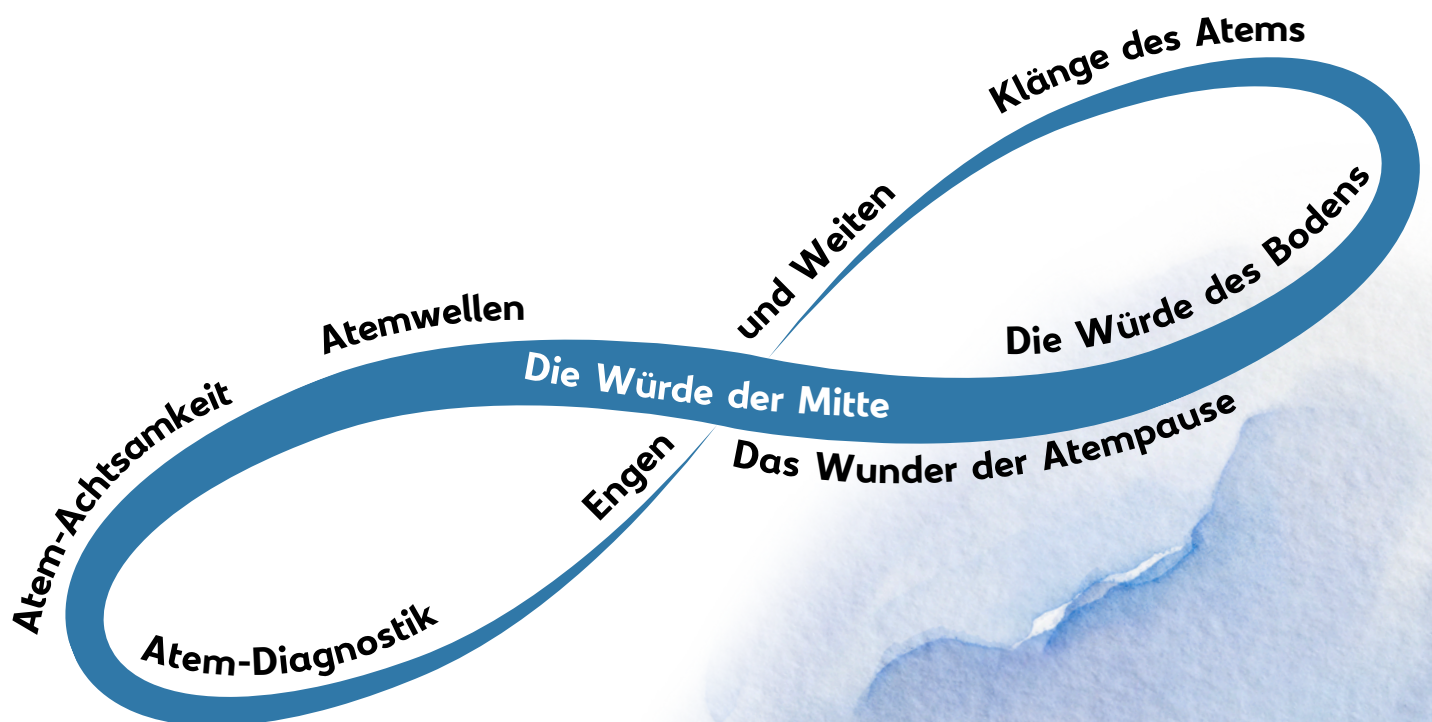 Klänge des Atems
und Weiten
Die Würde des Bodens
Atemwellen
Die Würde der Mitte
Atem-Achtsamkeit
Engen
Das Wunder der Atempause
Atem-Diagnostik